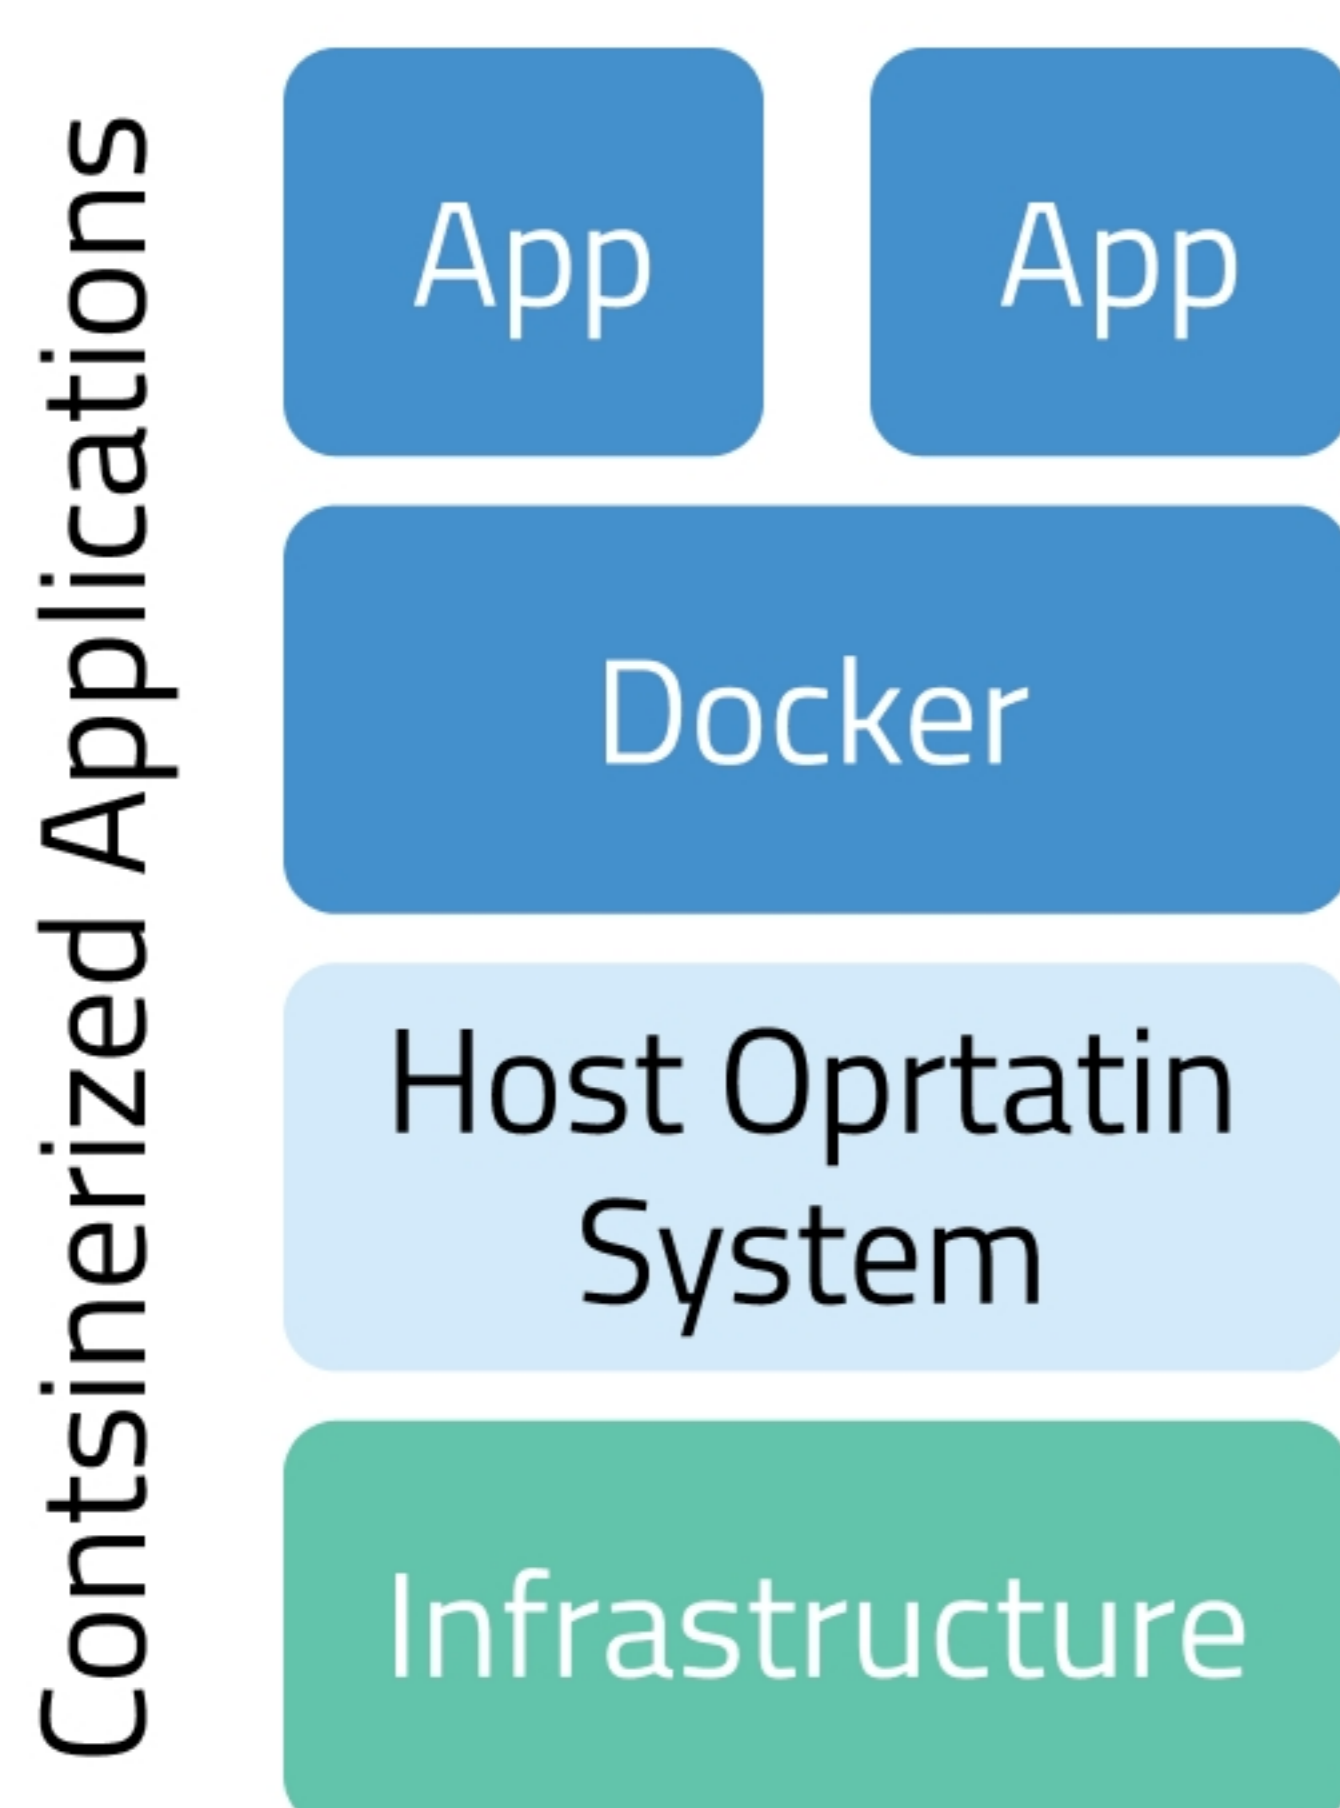 Contsinerized Applications
App
App
Docker
Host Oprtatin
System
Infrastructure